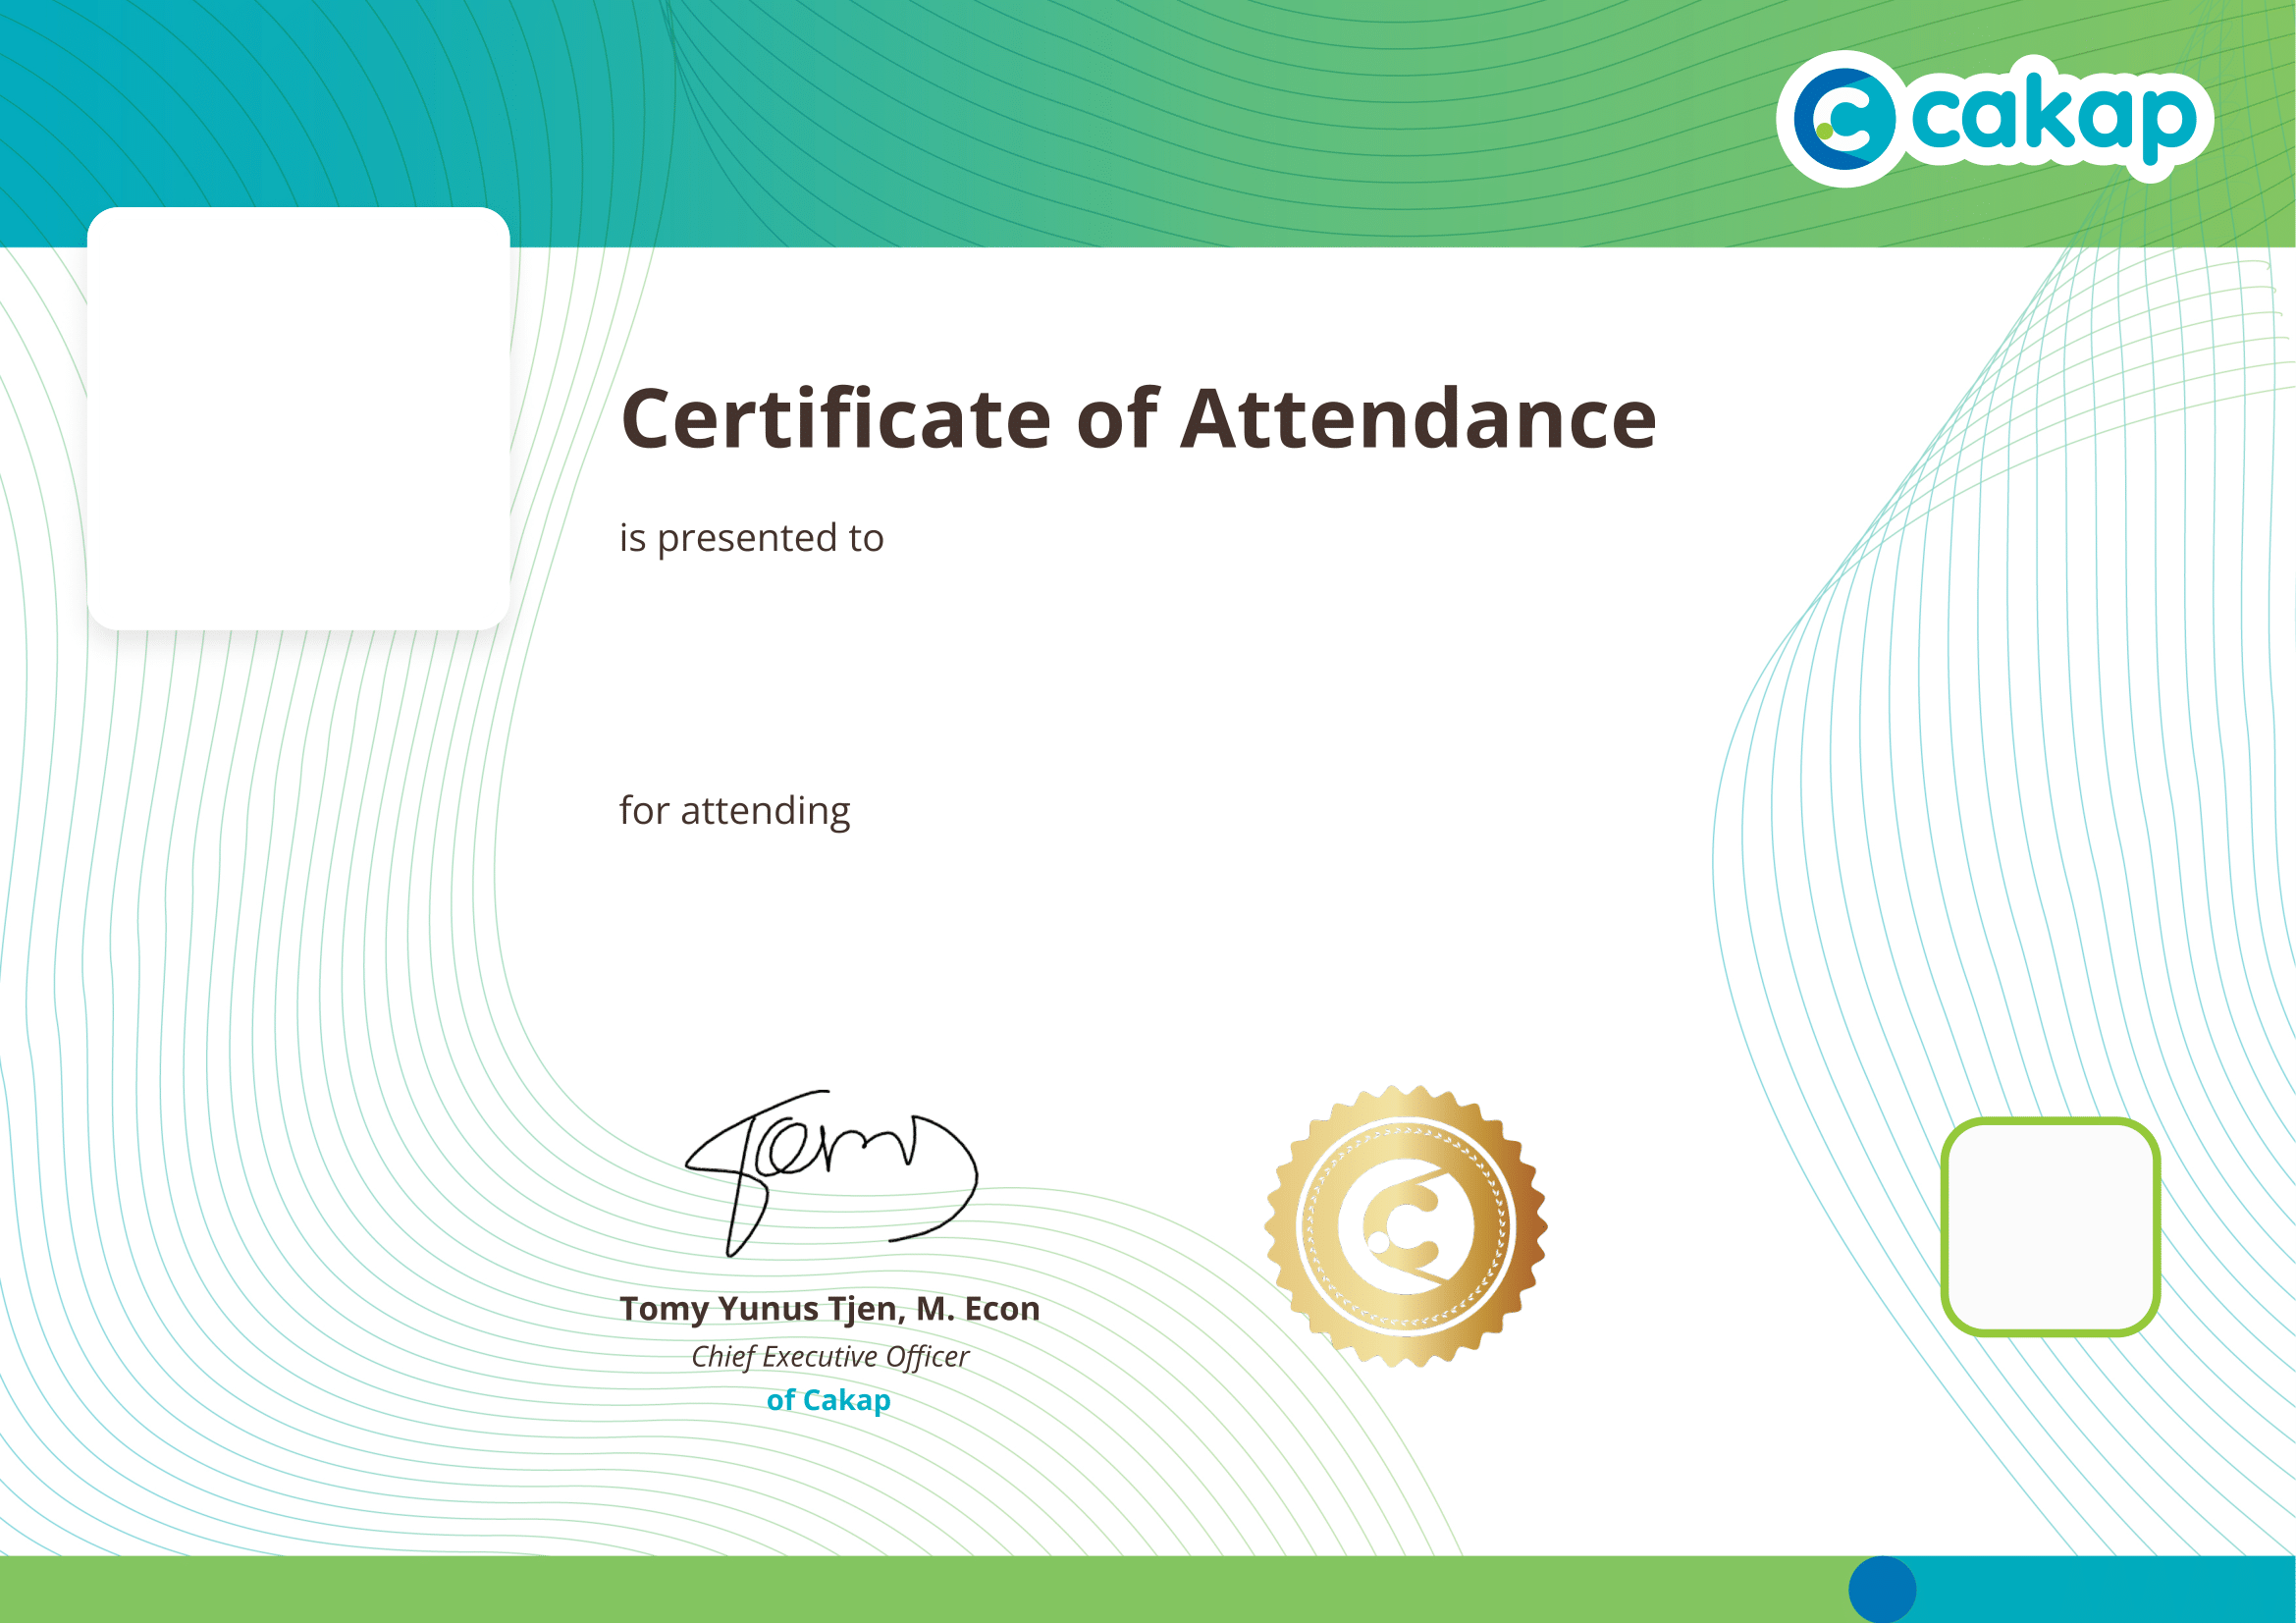 cakap
Certificate of Attendance
is presented to
for attending
Tomy Yunus Tjen, M. Econ
Chief Executive Officer
of Cakap